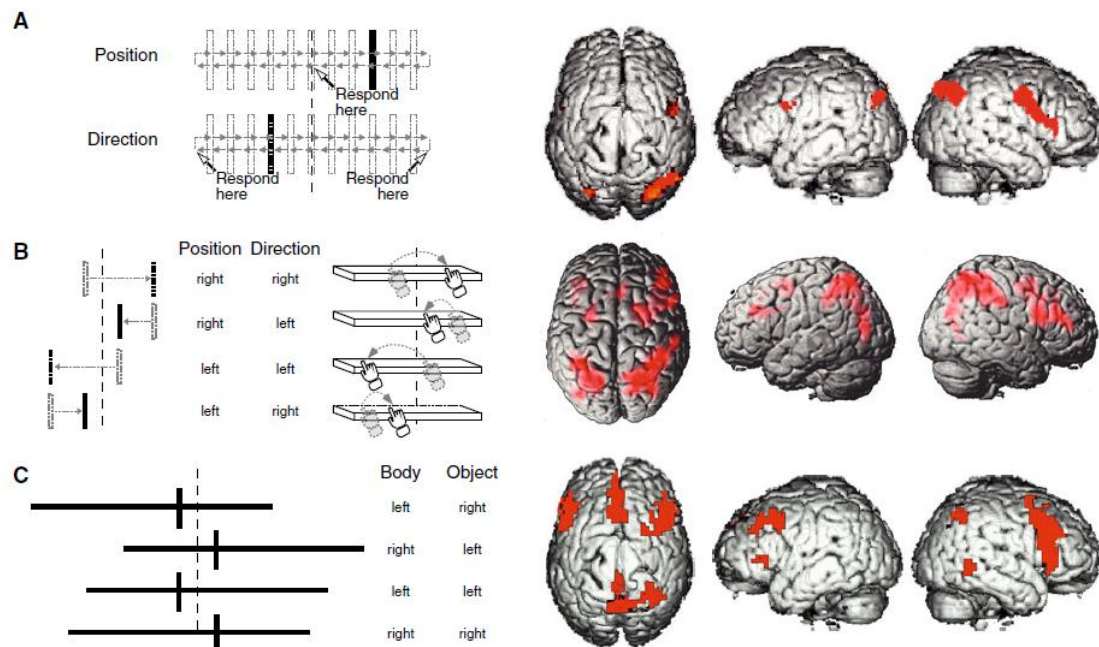 A
Position
Respond
here
Direction
Respond
here
Respond
here
B
Position Direction
right right
right left
left left
left right
C
Body Object
left right
right left
left left
right right